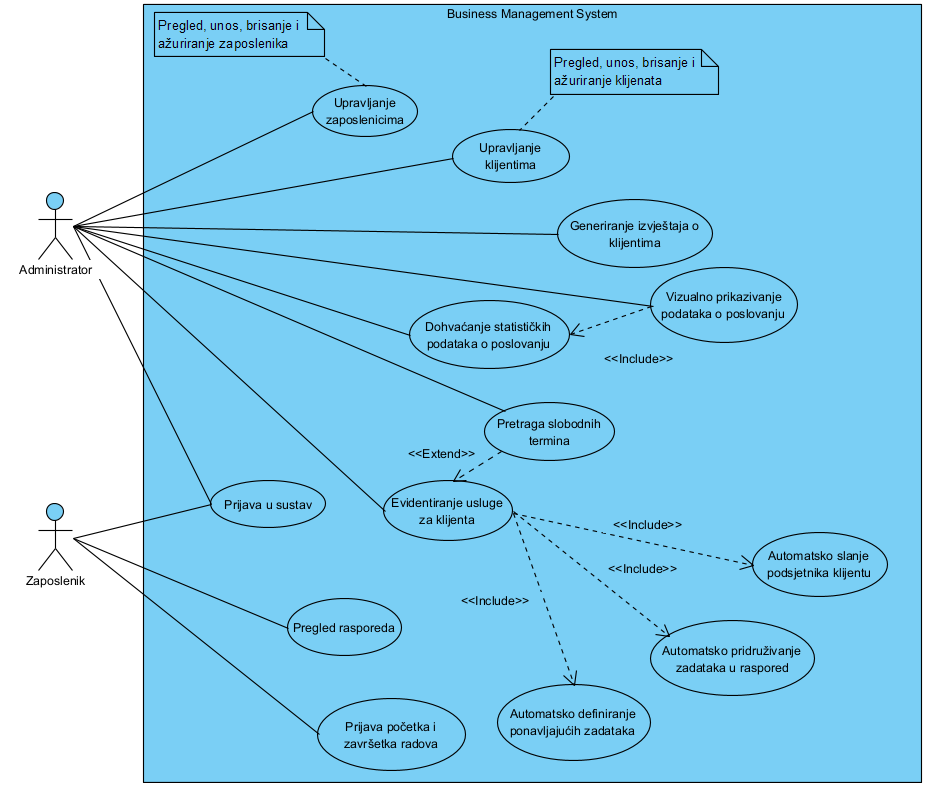 Business Management System
Pregled, unos, brisanje i
ažuriranje zaposlenika
Pregled, unos, brisanje i
ažuriranje klijenata
Upravljanje
zaposlenicima
Upravljanje
klijentima
Administrator
Generiranje izvještaja o
klijentima
Vizualno prikazivanje
podataka o poslovanju
Dohvaćanje statističkih
podataka o poslovanju
<<Include>>
Pretraga slobodnih
termina
<<Extend>>
Prijava u sustav
Evidentiranje usluge
za klijenta
<<Include>>
Automatsko slanje
podsjetnika klijentu
<<Include>>
Zaposlenik
<<Include>>
Pregled rasporeda
Automatsko pridruživanje
zadataka u raspored
Prijava početka i
završetka radova
Automatsko definiranje
ponavljajućih zadataka